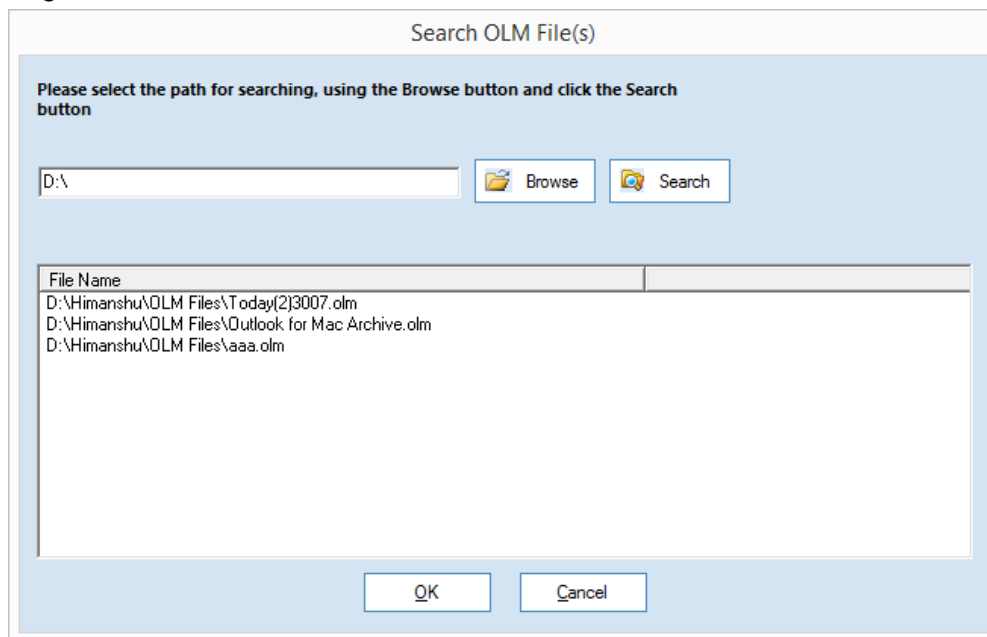 Search OLM File(s)
Please select the path for searching, using the Browse button and click the Search
button
D:\
Browse
Search
File Name
D:\Himanshu\OLM Files\Today(2)3007.olm
D:\Himanshu\OLM Files\Outlook for Mac Archive.olm
D:\Himanshu\OLM Files\aaa.olm
OK
Cancel